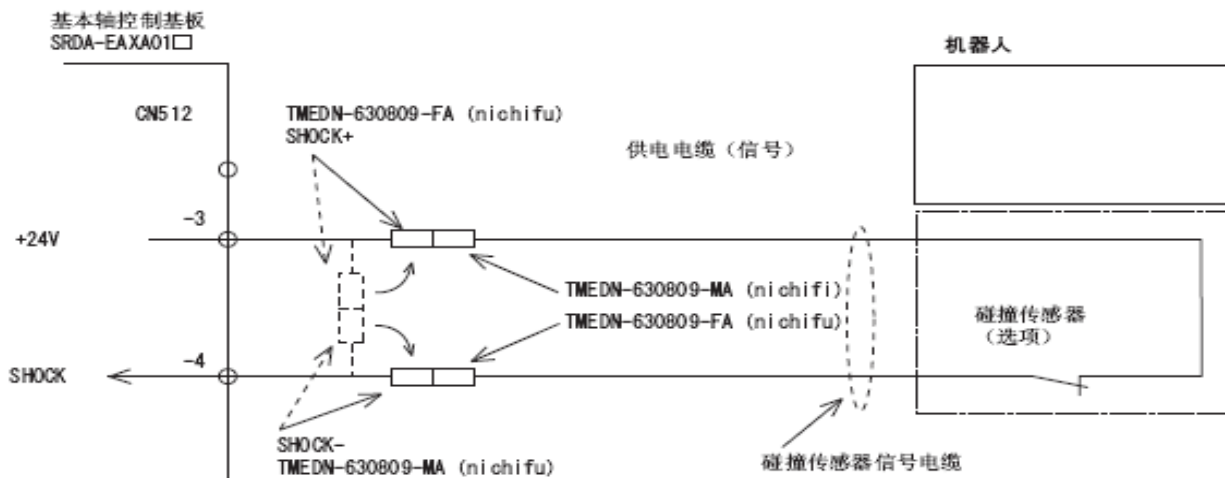 基本轴控制基板
SRDA-EAXA01□
机器人
CN512
TMEDN-630809-FA (nichifu)
SHOCK+
供电电缆（信号）
-3
+24V
TMEDN-630809-MA (nichifi)
TMEDN-630809-FA (nichifu)
碰撞传感器
（选项）
-4
SHOCK
SHOCK-
TMEDN-630809-MA (nichifu)
碰撞传感器信号电缆